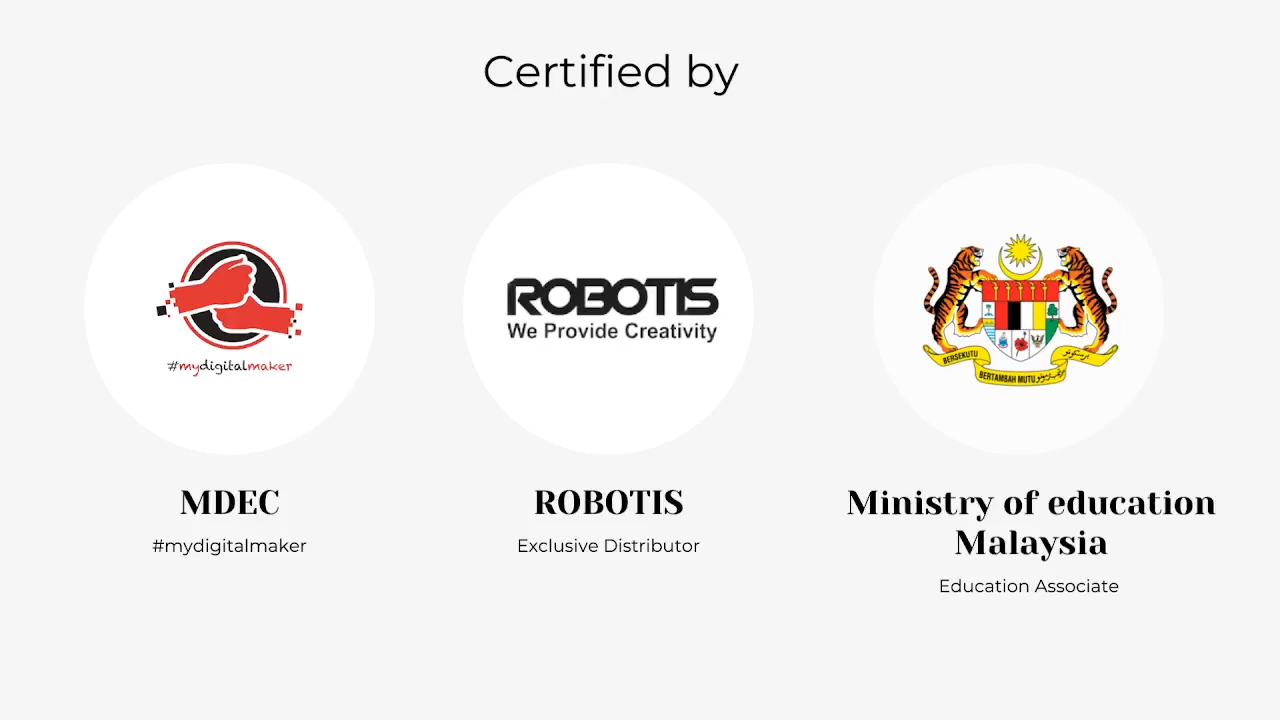 Certified by
#mydigitalmaker
ROBOTIS
We Provide Creativity
BERSEKUTU
BERTAMBAH MUTU
MDEC
#mydigitalmaker
ROBOTIS
Exclusive Distributor
Ministry of education
Malaysia
Education Associate